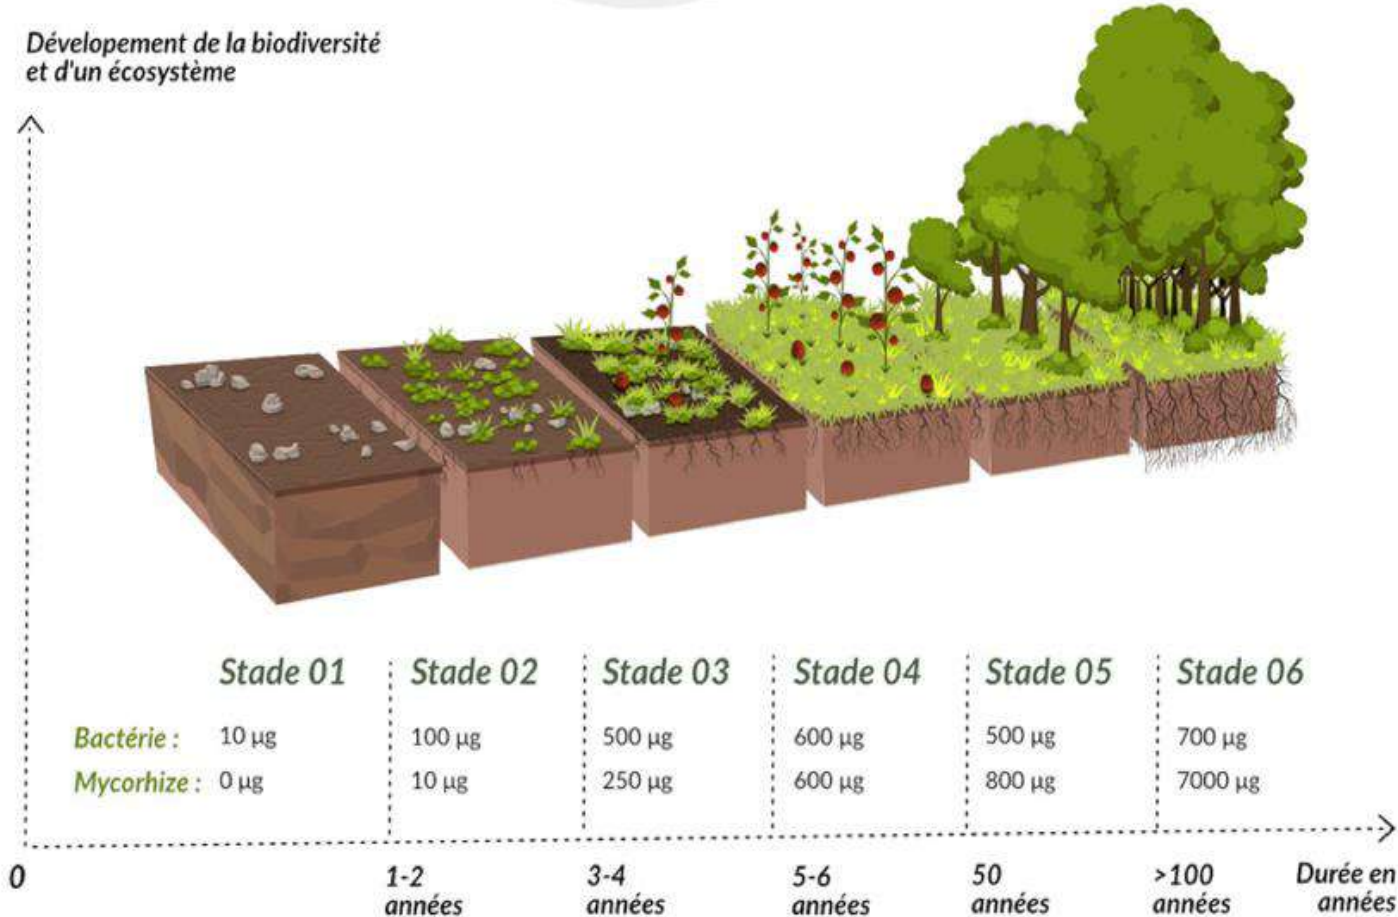 Dévelopement de la biodiversité
et d'un écosystème
Stade 01 Stade 02 Stade 03 Stade 04 Stade 05 Stade 06
Bactérie : 10 µg 100 µg 500 µg 600 µg 500 µg 700 µg
Mycorhize : 0 µg 10 µg 250 µg 600 µg 800 µg 7000 µg
0 1-2 3-4 5-6 50 >100 Durée en
années années années années années années